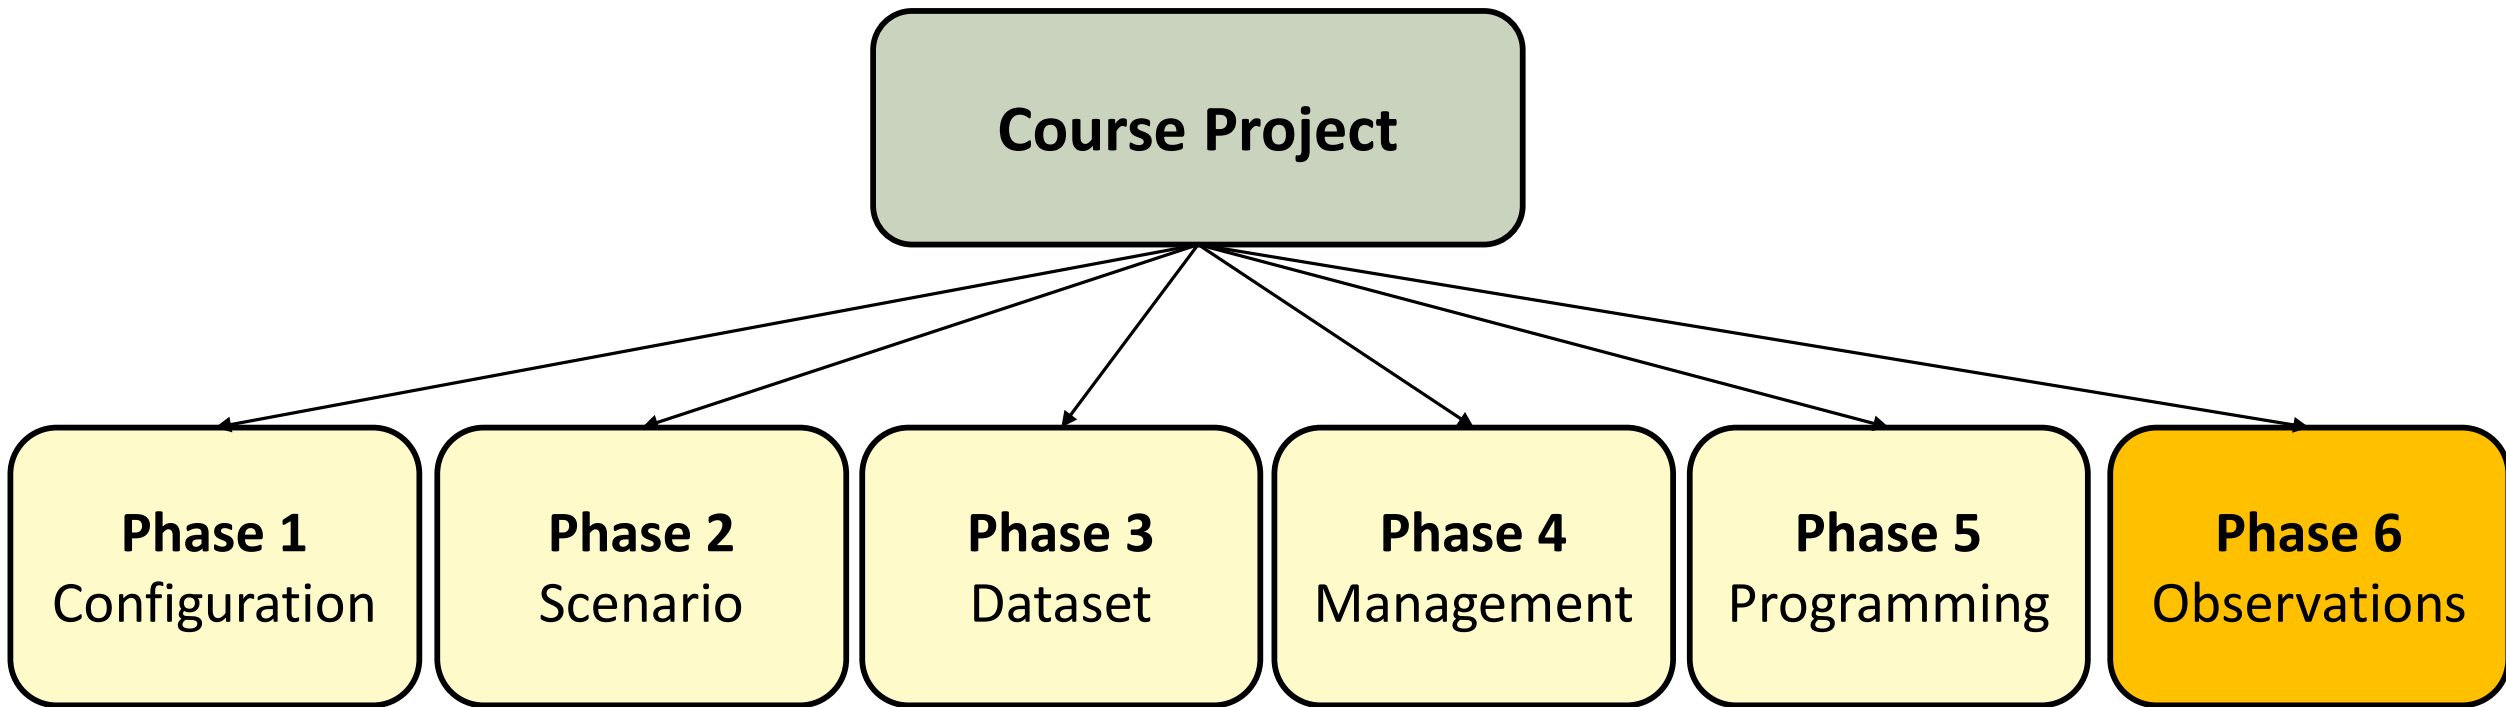 Course Project
Phase 1
Configuration
Phase 2
Scenario
Phase 3
Dataset
Phase 4
Management
Phase 5
Programming
Phase 6
Observations